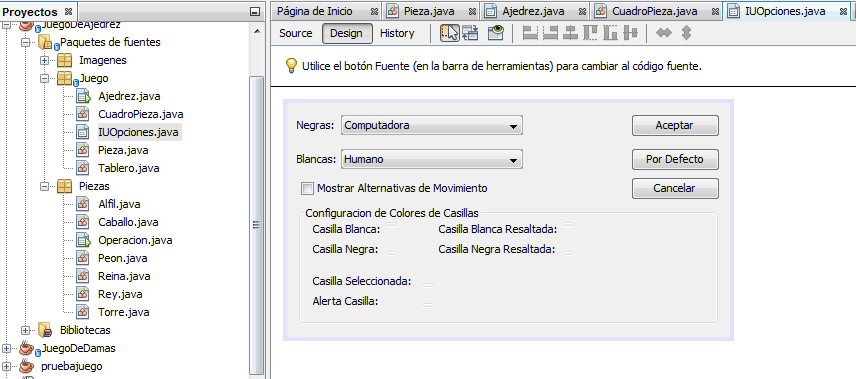 Proyectos
JuegoDeAjedrez
Paquetes de fuentes
Imagenes
Juego
Ajedrez.java
CuadroPieza.java
IUOpciones.java
Pieza.java
Tablero.java
Piezas
Alfil.java
Caballo.java
Operacion.java
Peon.java
Reina.java
Rey.java
Torre.java
Bibliotecas
JuegoDeDamas
pruebajuego
Página de Inicio Pieza.java Ajedrez.java CuadroPieza.java IUOpciones.java
Source Design History
Utilice el botón Fuente (en la barra de herramientas) para cambiar al código fuente.
Negras: Computadora Aceptar
Blancas: Humano Por Defecto
Mostrar Alternativas de Movimiento Cancelar
Configuracion de Colores de Casillas
Casilla Blanca: Casilla Blanca Resaltada:
Casilla Negra: Casilla Negra Resaltada:
Casilla Seleccionada:
Alerta Casilla: